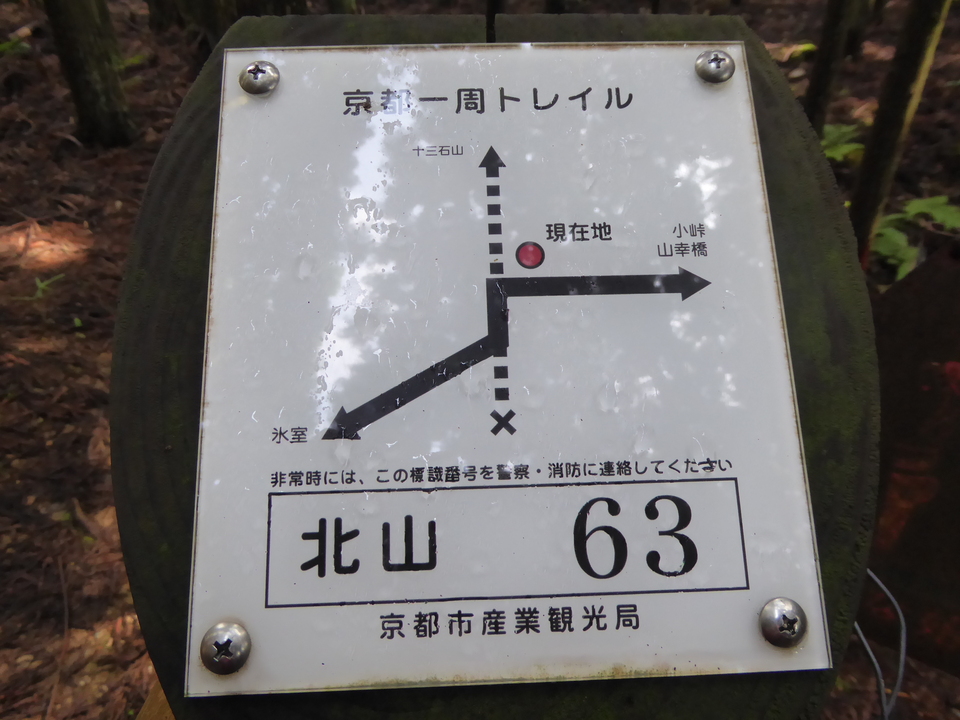 京都一周トレイル
十三石山
現在地
小峠
山幸橋
氷室
非常時には、この標識番号を警察・消防に連絡してください
北山 63
京都市産業観光局